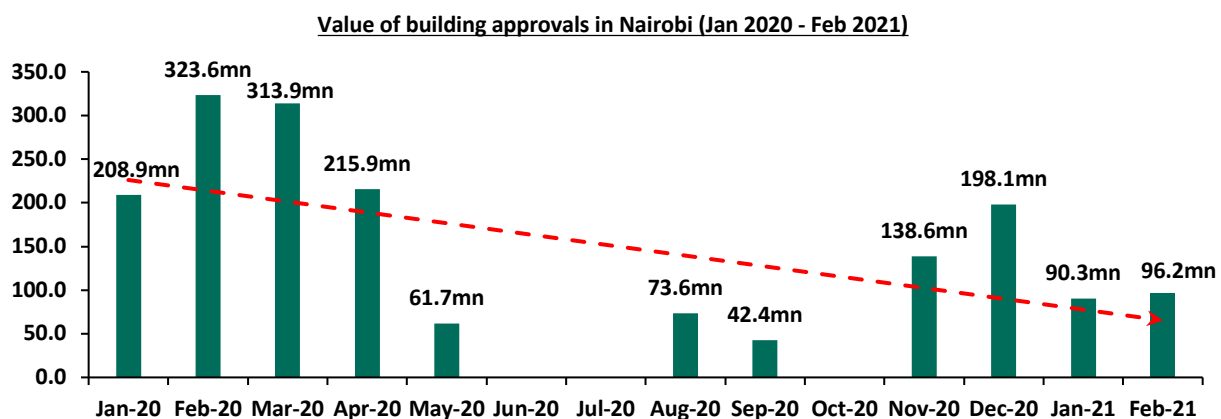 Value of building approvals in Nairobi (Jan 2020 - Feb 2021)
350.0
300.0
250.0
200.0
150.0
100.0
50.0
0.0
208.9mn
323.6mn
313.9mn
215.9mn
61.7mn
73.6mn
42.4mn
138.6mn
198.1mn
90.3mn
96.2mn
Jan-20 Feb-20 Mar-20 Apr-20 May-20 Jun-20 Jul-20 Aug-20 Sep-20 Oct-20 Nov-20 Dec-20 Jan-21 Feb-21